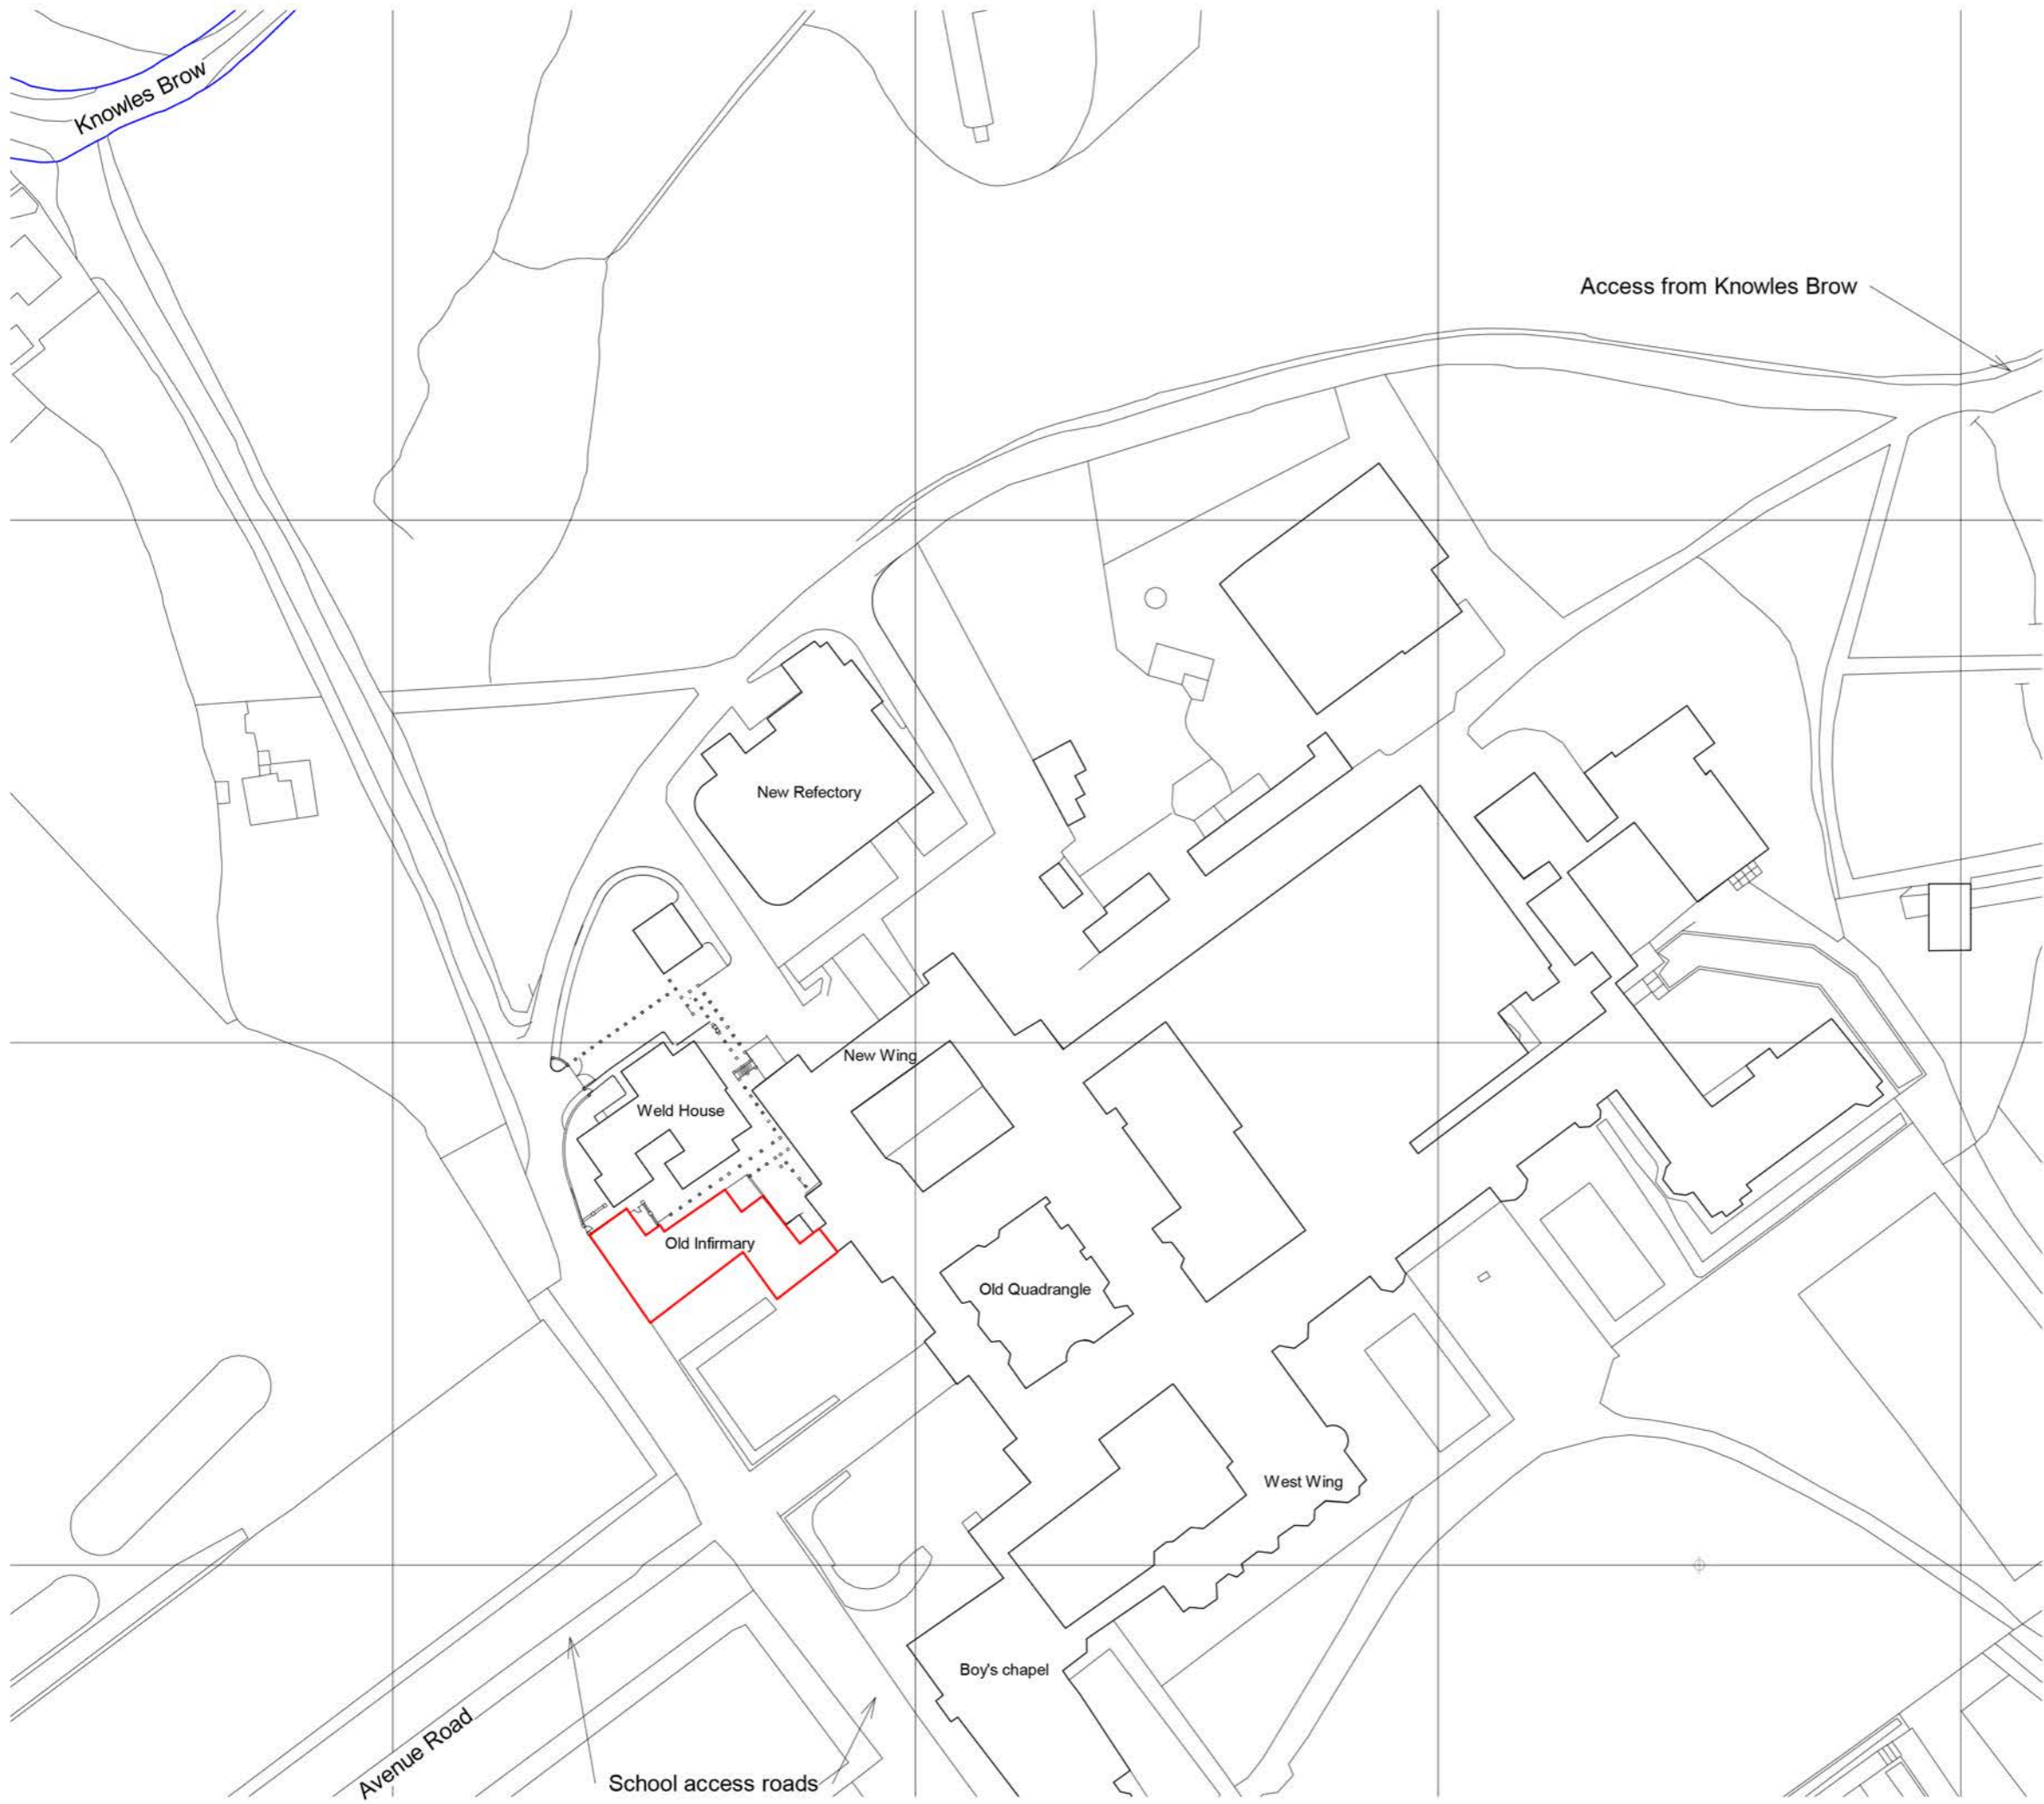 Knowles Brow
Access from Knowles Brow
New Refectory
New Wing
Weld House
Old Infirmary
Old Quadrangle
West Wing
Boy's chapel
Avenue Road
School access roads